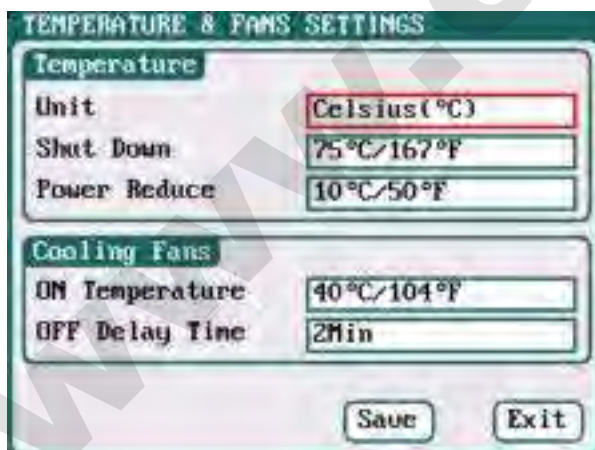 TEMPERATURE & FANS SETTINGS
Temperature
Unit Celsius(°C)
Shut Down 75°C/167°F
Power Reduce 10°C/50°F
Cooling Fans
ON Temperature 40°C/104°F
OFF Delay Time 2Min
Save Exit